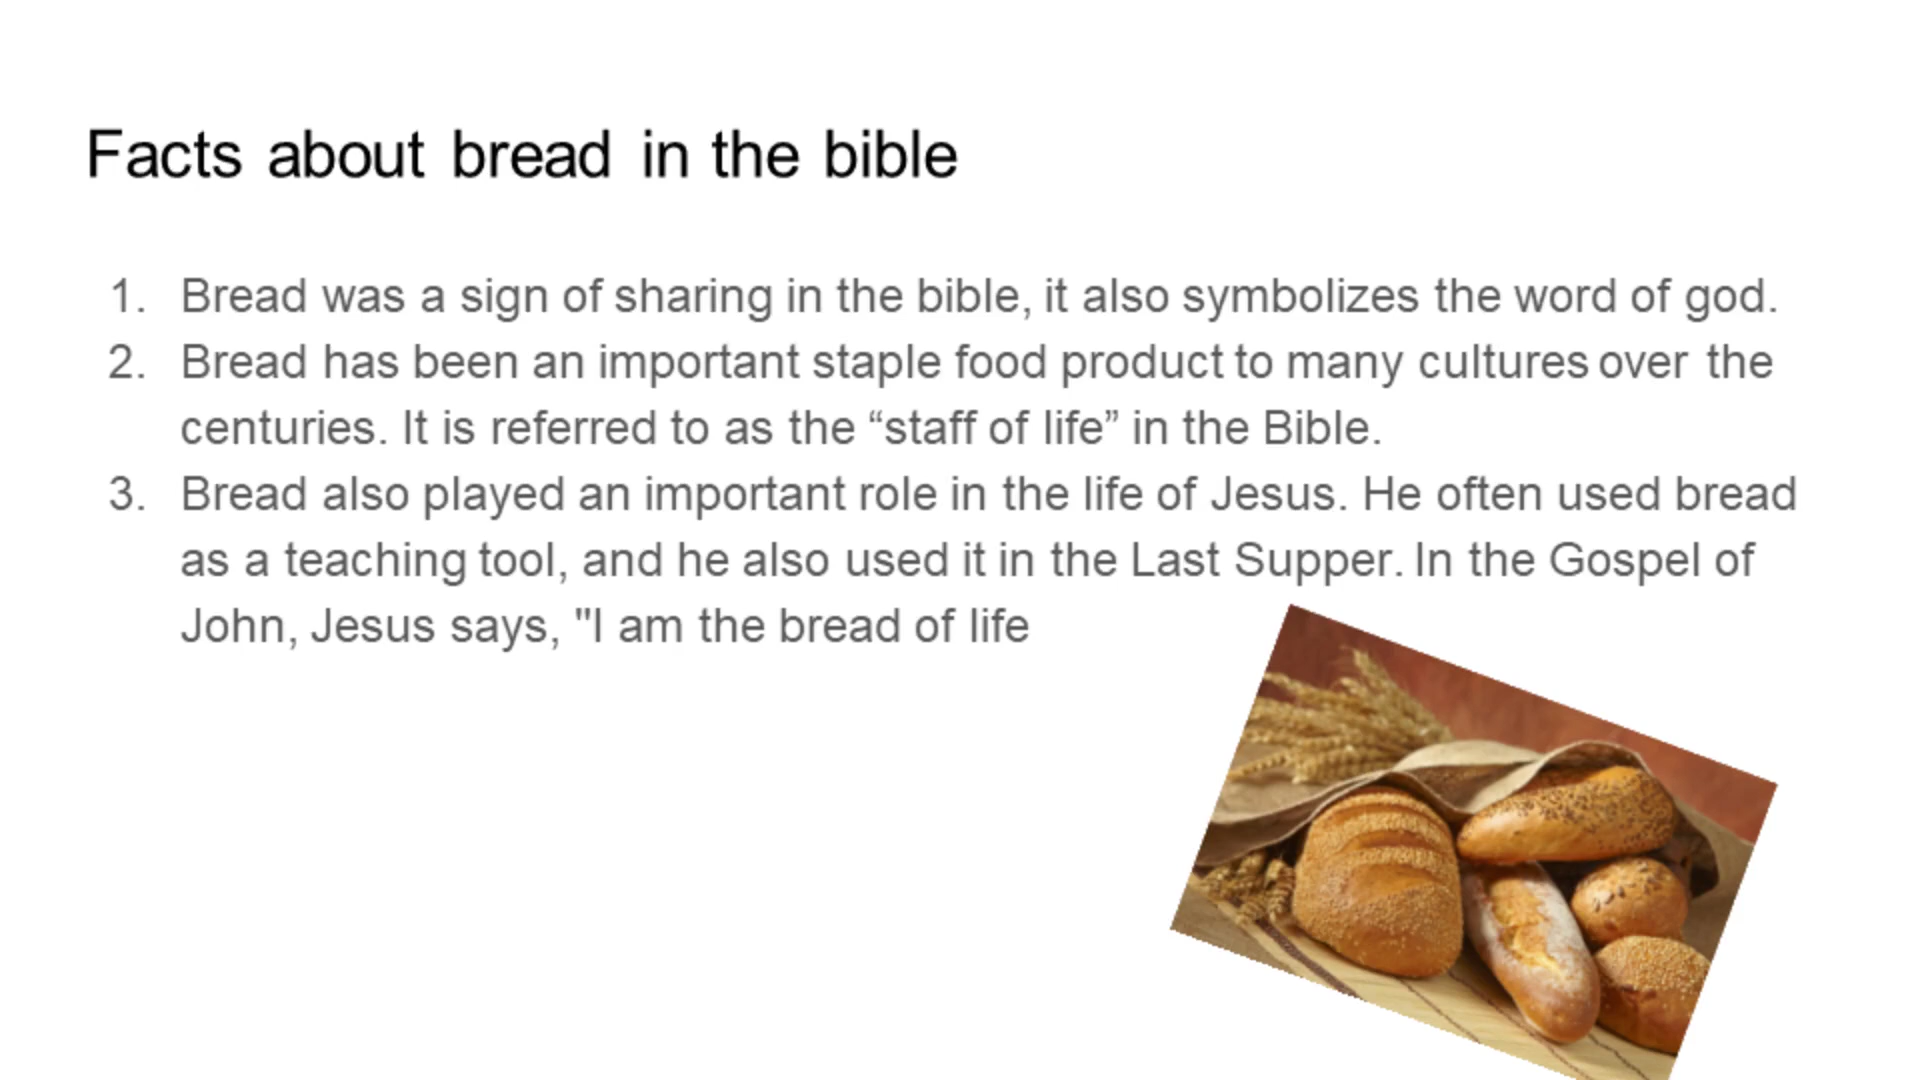 Facts about bread in the bible
1. Bread was a sign of sharing in the bible, it also symbolizes the word of god.
2. Bread has been an important staple food product to many cultures over the
centuries. It is referred to as the “staff of life” in the Bible.
3. Bread also played an important role in the life of Jesus. He often used bread
as a teaching tool, and he also used it in the Last Supper. In the Gospel of
John, Jesus says, "I am the bread of life